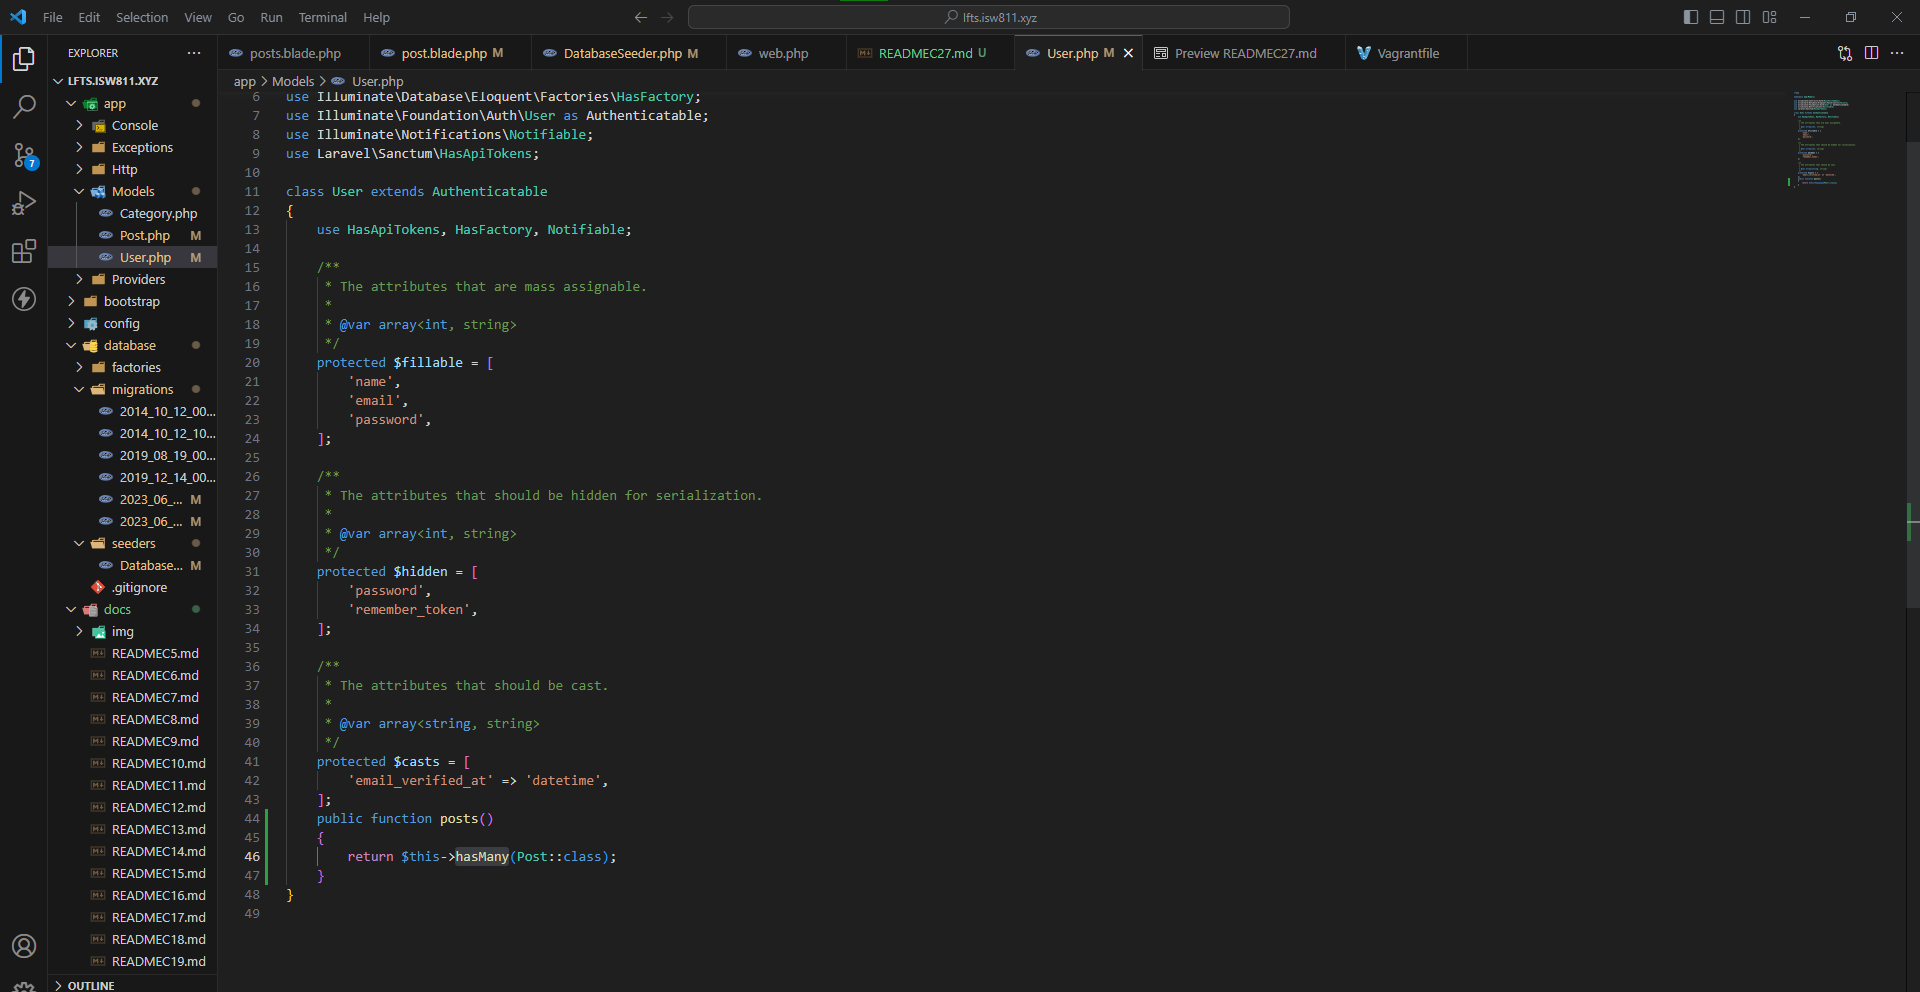 File Edit Selection View Go Run Terminal Help
lfts.isw811.xyz
EXPLORER
LFTS.ISW811.XYZ
app
Console
Exceptions
Http
Models
Category.php
Post.php M
User.php M
Providers
bootstrap
config
database
factories
migrations
2014_10_12_00...
2014_10_12_10...
2019_08_19_00...
2019_12_14_00...
2023_06_... M
2023_06_... M
seeders
Database... M
.gitignore
docs
img
READMEC5.md
READMEC6.md
READMEC7.md
READMEC8.md
READMEC9.md
READMEC10.md
READMEC11.md
READMEC12.md
READMEC13.md
READMEC14.md
READMEC15.md
READMEC16.md
READMEC17.md
READMEC18.md
READMEC19.md
OUTLINE
7
posts.blade.php post.blade.php M DatabaseSeeder.php M web.php READMEC27.md U User.php M Preview READMEC27.md Vagrantfile
app > Models > User.php
6 use Illuminate\Database\Eloquent\Factories\HasFactory;
7 use Illuminate\Foundation\Auth\User as Authenticatable;
8 use Illuminate\Notifications\Notifiable;
9 use Laravel\Sanctum\HasApiTokens;
10
11 class User extends Authenticatable
12 {
13 use HasApiTokens, HasFactory, Notifiable;
14
15 /**
16 * The attributes that are mass assignable.
17 *
18 * @var array<int, string>
19 */
20 protected $fillable = [
21 'name',
22 'email',
23 'password',
24 ];
25
26 /**
27 * The attributes that should be hidden for serialization.
28 *
29 * @var array<int, string>
30 */
31 protected $hidden = [
32 'password',
33 'remember_token',
34 ];
35
36 /**
37 * The attributes that should be cast.
38 *
39 * @var array<string, string>
40 */
41 protected $casts = [
42 'email_verified_at' => 'datetime',
43 ];
44 public function posts()
45 {
46 return $this->hasMany(Post::class);
47 }
48 }
49